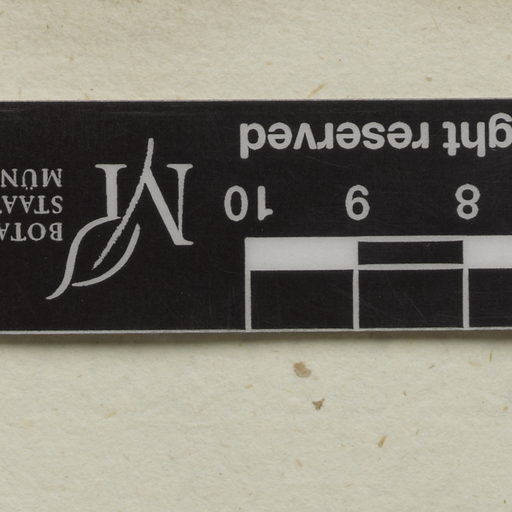 8 9 10
ght reserved
M
BOTA
STAA
MÜN